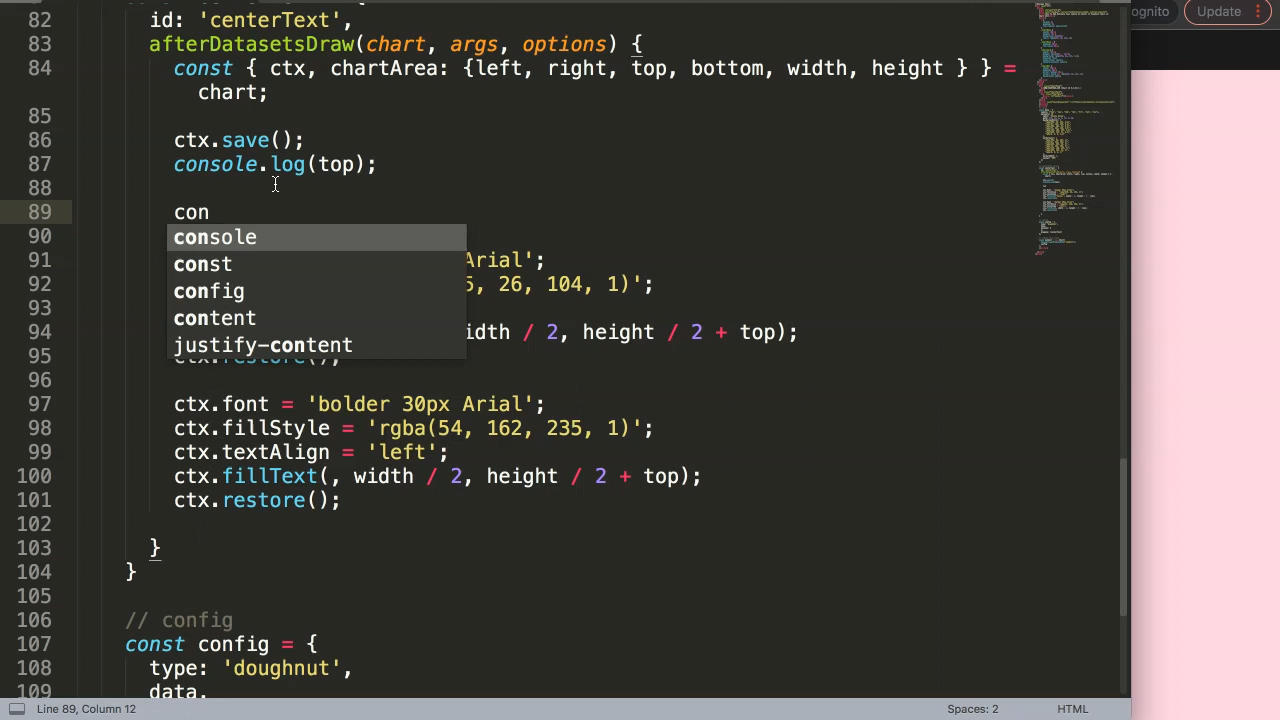 82 id: 'centerText',
83 afterDatasetsDraw(chart, args, options) {
84 const { ctx, chartArea: {left, right, top, bottom, width, height } } =
chart;
85
86 ctx.save();
87 console.log(top);
88
89 con
90 console
91 const Arial';
92 config 5, 26, 104, 1)';
93 content
94 justify-content idth / 2, height / 2 + top);
95 ctx.restore();
96
97 ctx.font = 'bolder 30px Arial';
98 ctx.fillStyle = 'rgba(54, 162, 235, 1)';
99 ctx.textAlign = 'left';
100 ctx.fillText(, width / 2, height / 2 + top);
101 ctx.restore();
102
103 }
104 }
105
106 // config
107 const config = {
108 type: 'doughnut',
109 data,
Line 89, Column 12
Spaces: 2
HTML
ognito
Update